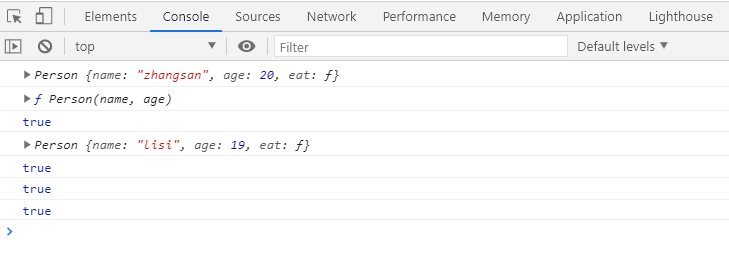 Elements Console Sources Network Performance Memory Application Lighthouse
top Filter Default levels
Person {name: "zhangsan", age: 20, eat: ƒ}
ƒ Person(name, age)
true
Person {name: "lisi", age: 19, eat: ƒ}
true
true
true